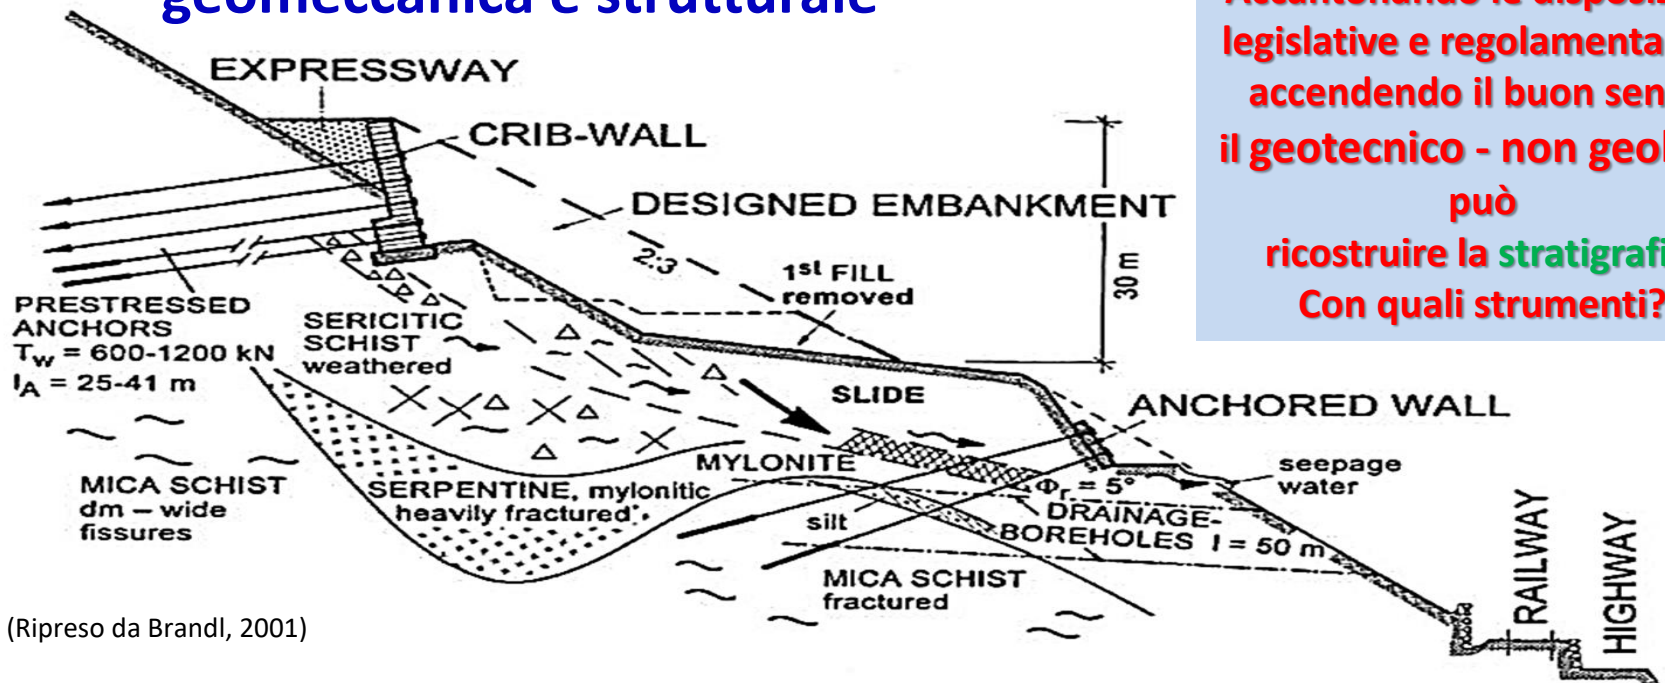 geomeccanica e strutturale
legislative e regolamenta
accendendo il buon sen
il geotecnico - non geol
può
ricostruire la stratigrafi
Con quali strumenti?
EXPRESSWAY
CRIB-WALL
DESIGNED EMBANKMENT
2:3
1st FILL
removed
30 m
PRESTRESSED
ANCHORS
Tw = 600-1200 kN
lA = 25-41 m
SERICITIC
SCHIST
weathered
SLIDE
ANCHORED WALL
MYLONITE
seepage
water
Φr = 5°
MICA SCHIST
dm – wide
fissures
SERPENTINE, mylonitic
heavily fractured
silt
DRAINAGE-
BOREHOLES l = 50 m
MICA SCHIST
fractured
RAILWAY
HIGHWAY
(Ripreso da Brandl, 2001)